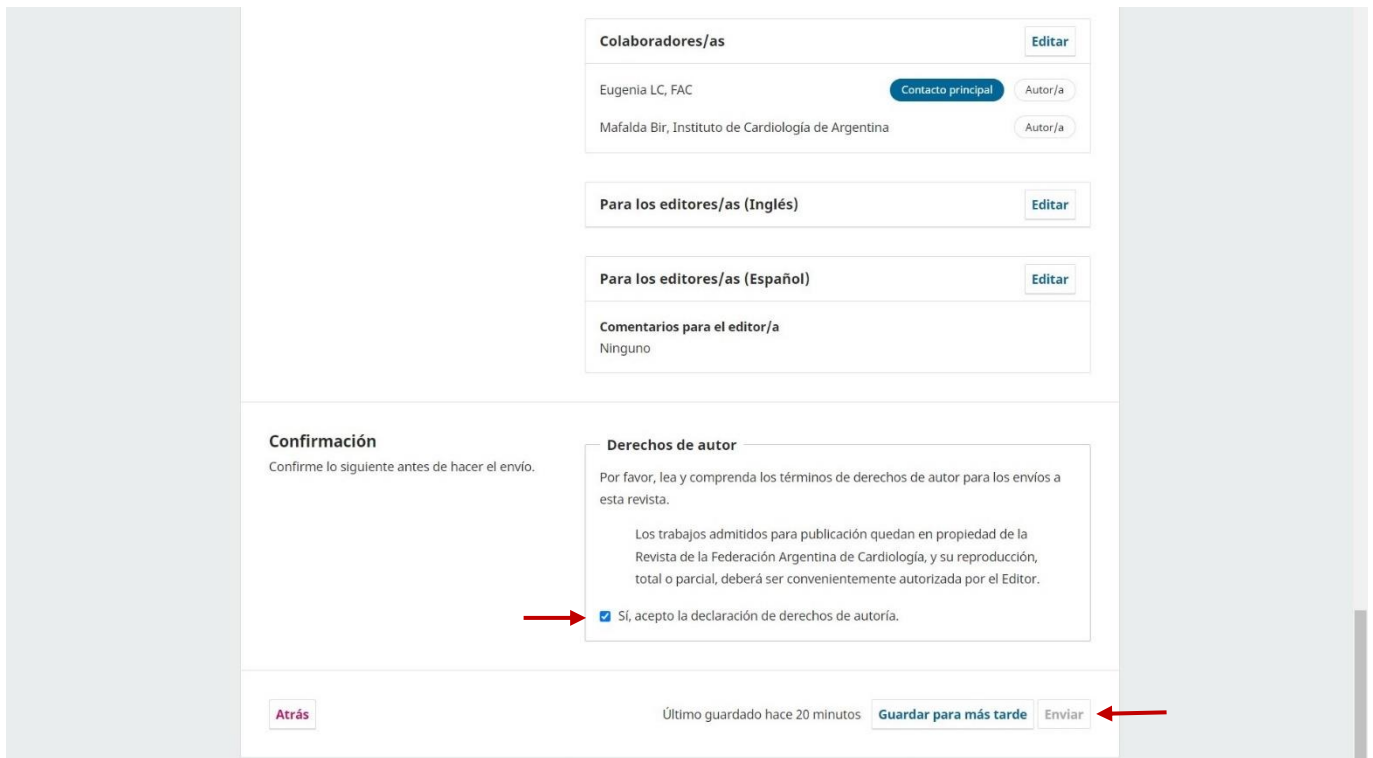 Colaboradores/as
Editar
Eugenia LC, FAC
Contacto principal
Autor/a
Mafalda Bir, Instituto de Cardiología de Argentina
Autor/a
Para los editores/as (Inglés)
Editar
Para los editores/as (Español)
Editar
Comentarios para el editor/a
Ninguno
Confirmación
Confirme lo siguiente antes de hacer el envío.
Derechos de autor
Por favor, lea y comprenda los términos de derechos de autor para los envíos a
esta revista.
Los trabajos admitidos para publicación quedan en propiedad de la
Revista de la Federación Argentina de Cardiología, y su reproducción,
total o parcial, deberá ser convenientemente autorizada por el Editor.
Sí, acepto la declaración de derechos de autoría.
Atrás
Último guardado hace 20 minutos
Guardar para más tarde
Enviar